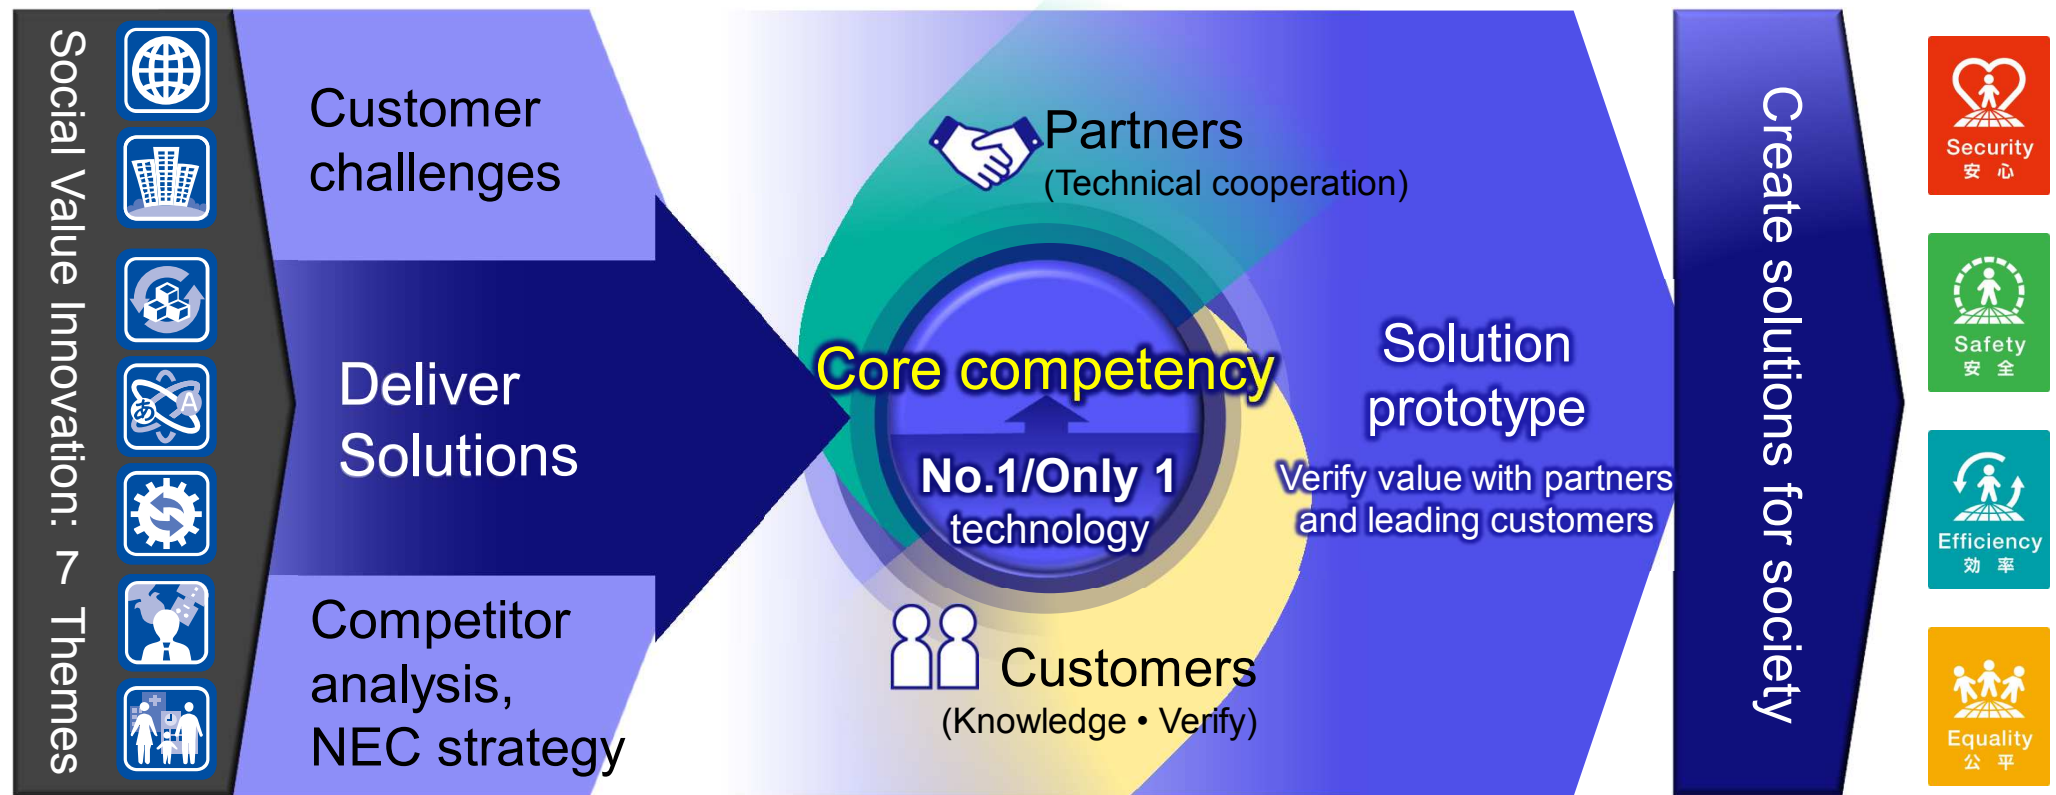 Social Value Innovation: 7 Themes
Customer
challenges
Deliver
Solutions
Competitor
analysis,
NEC strategy
Partners
(Technical cooperation)
Core competency
No.1/Only 1
technology
Customers
(Knowledge • Verify)
Solution
prototype
Verify value with partners
and leading customers
Create solutions for society
Security
安心
Safety
安全
Efficiency
効率
Equality
公平
あ
A